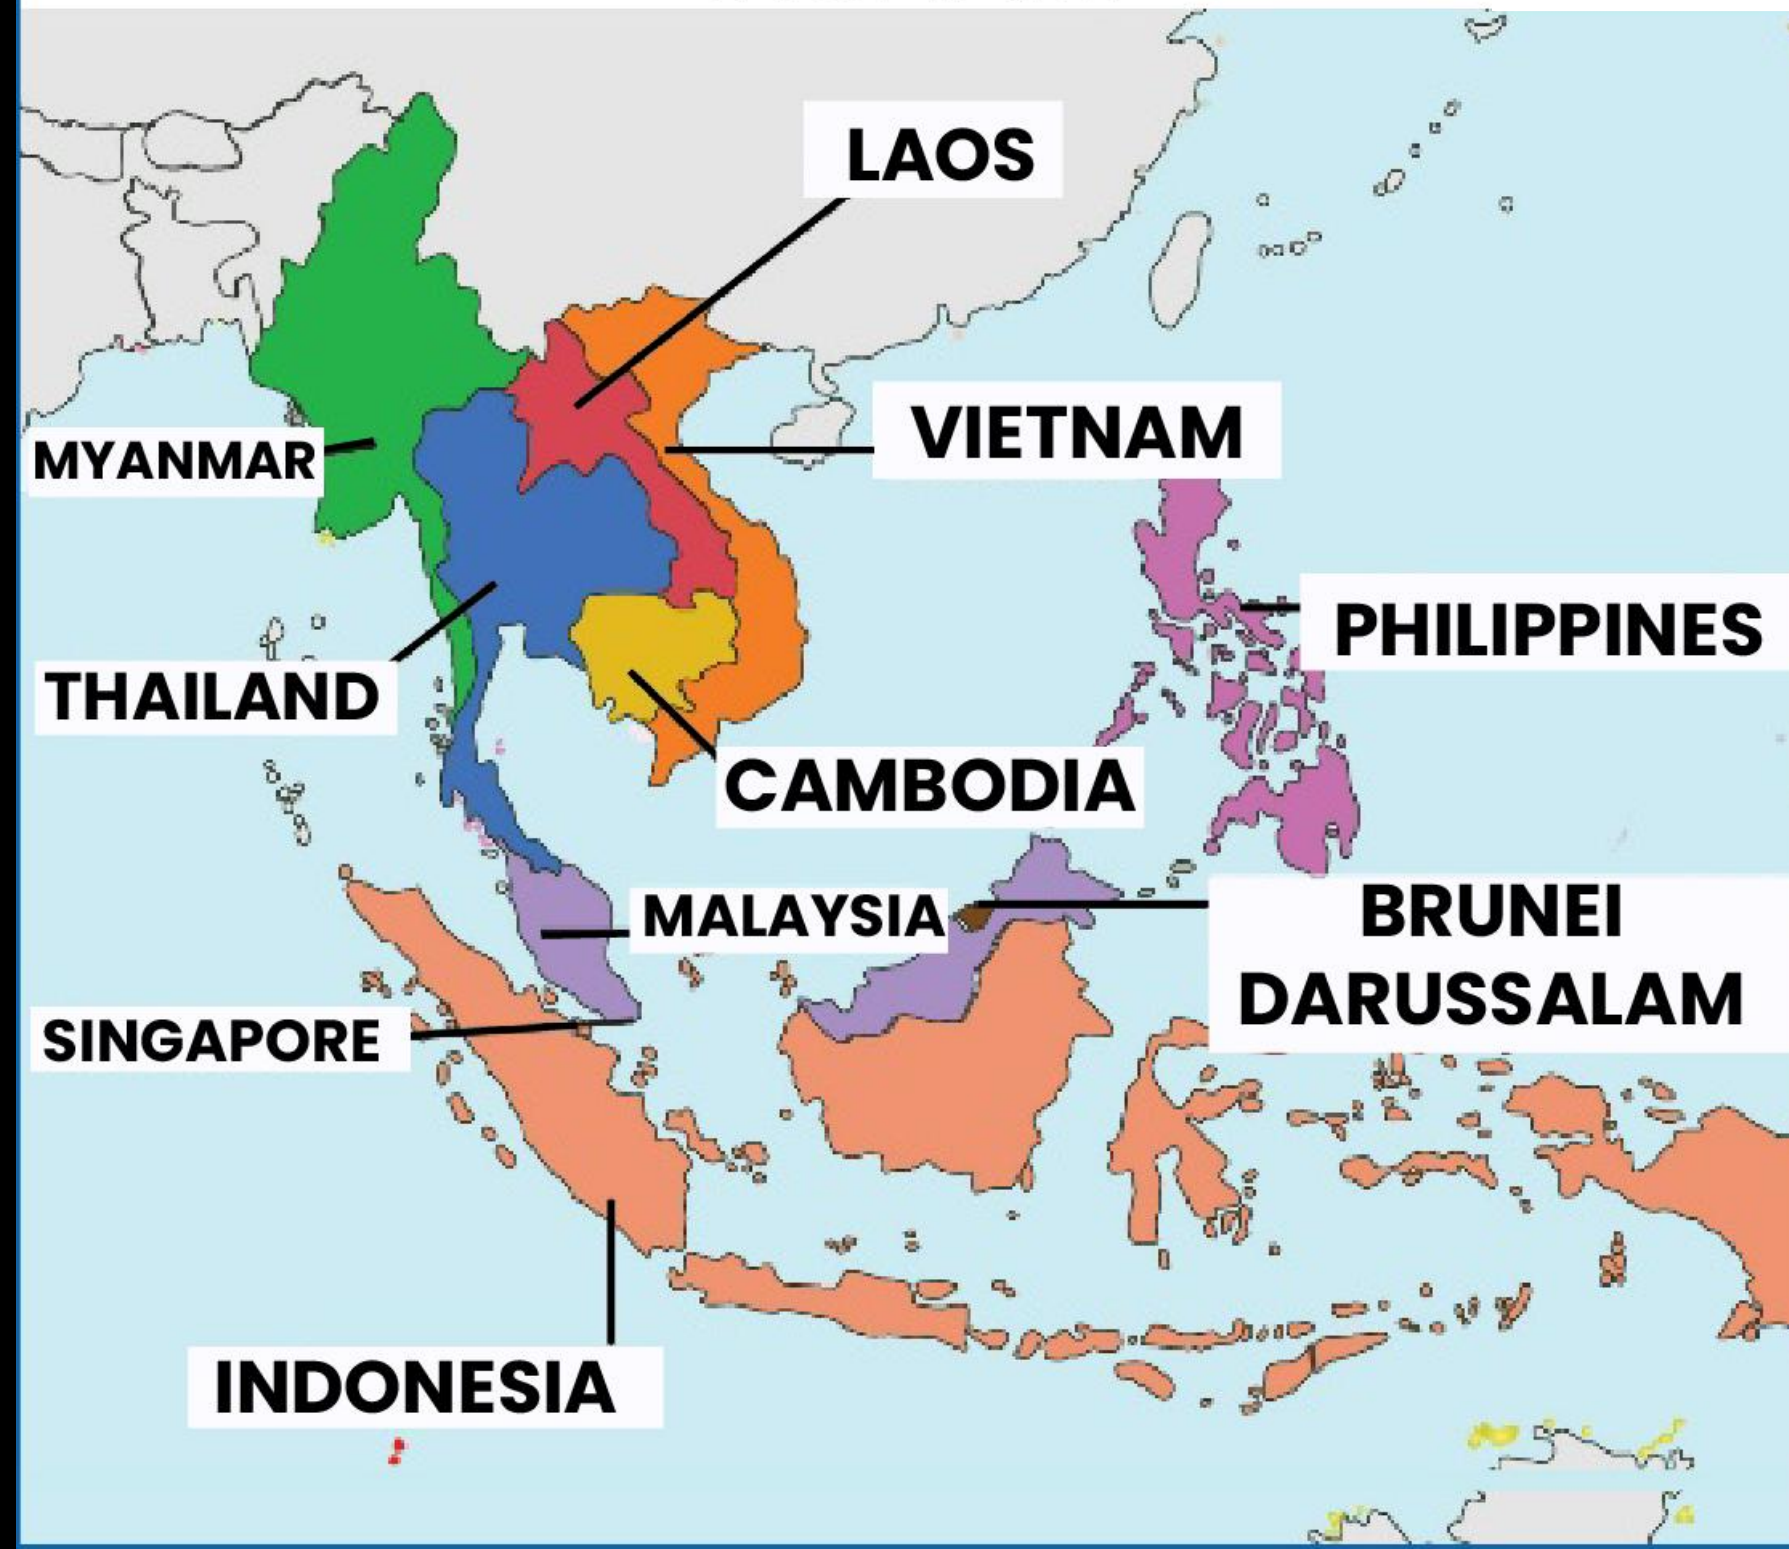 LAOS
VIETNAM
MYANMAR
PHILIPPINES
THAILAND
CAMBODIA
MALAYSIA
BRUNEI
DARUSSALAM
SINGAPORE
INDONESIA